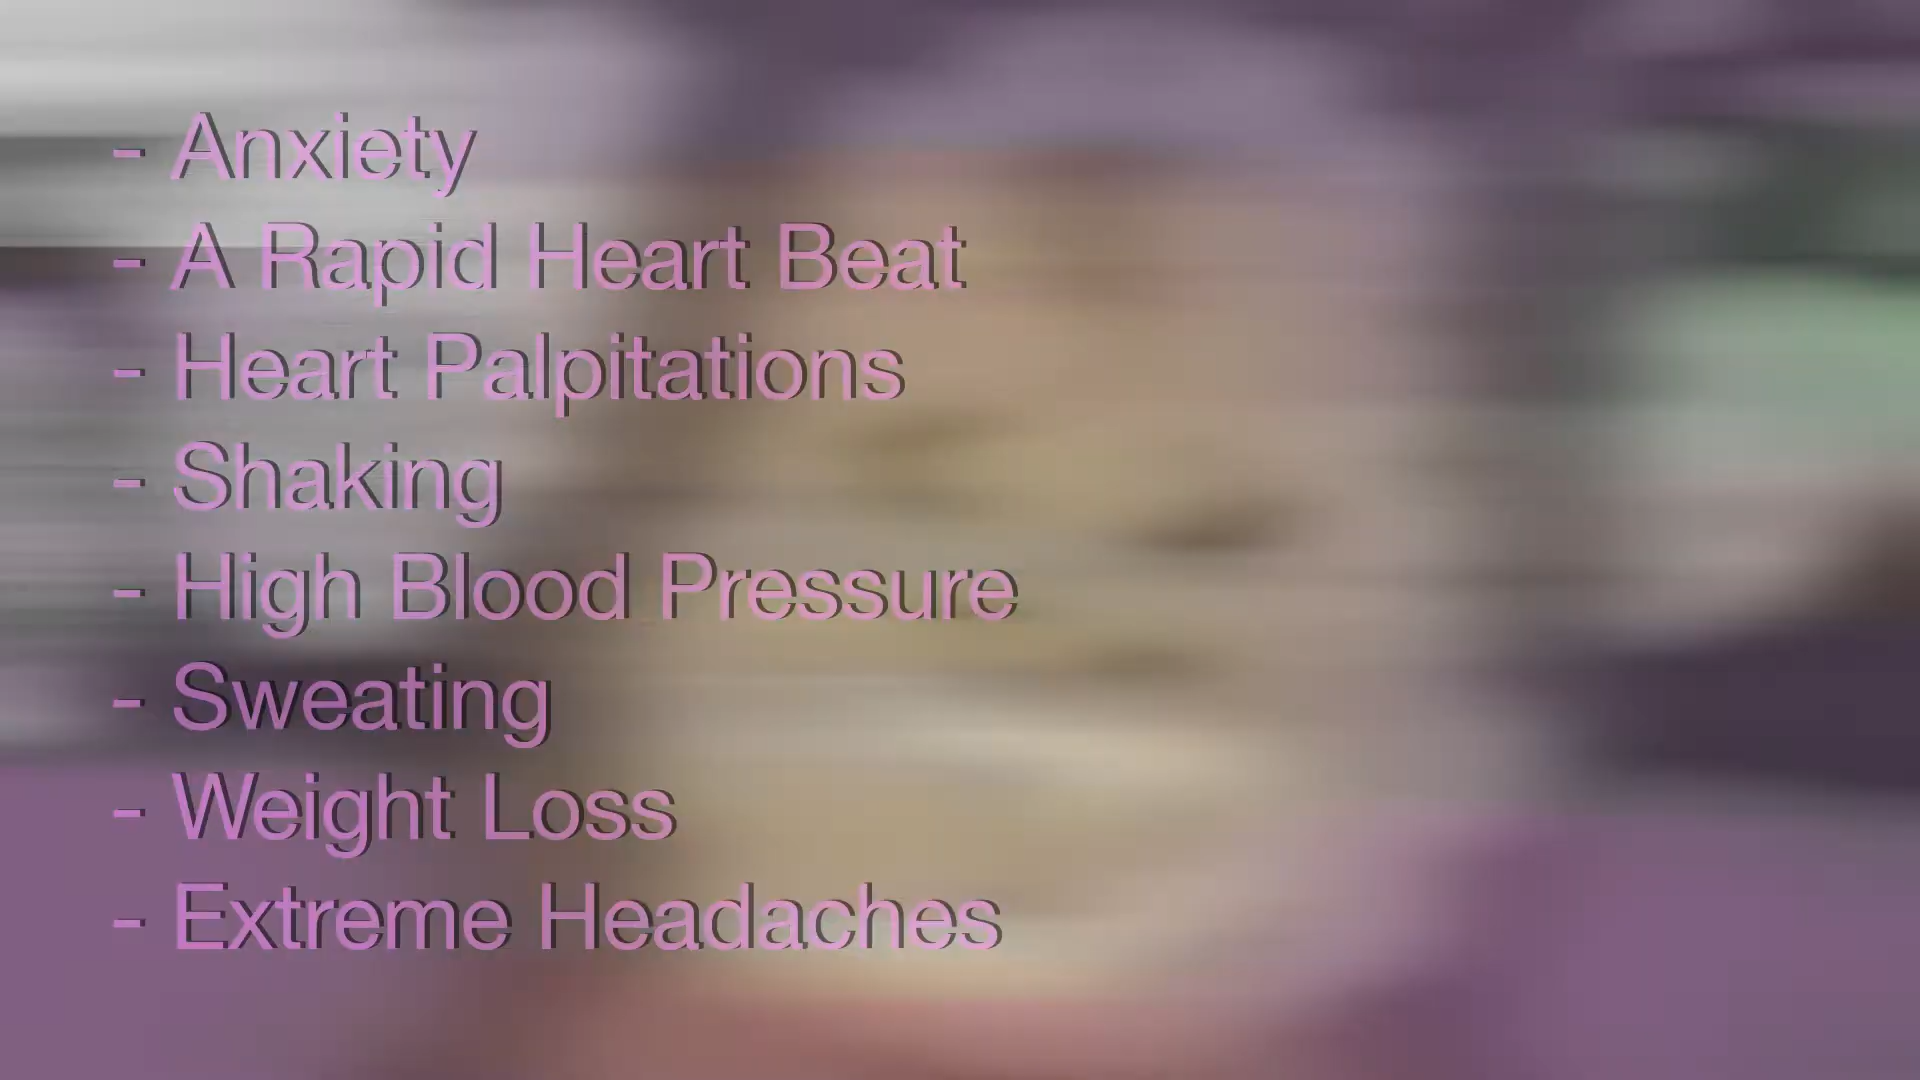 - Anxiety
- A Rapid Heart Beat
- Heart Palpitations
- Shaking
- High Blood Pressure
- Sweating
- Weight Loss
- Extreme Headaches